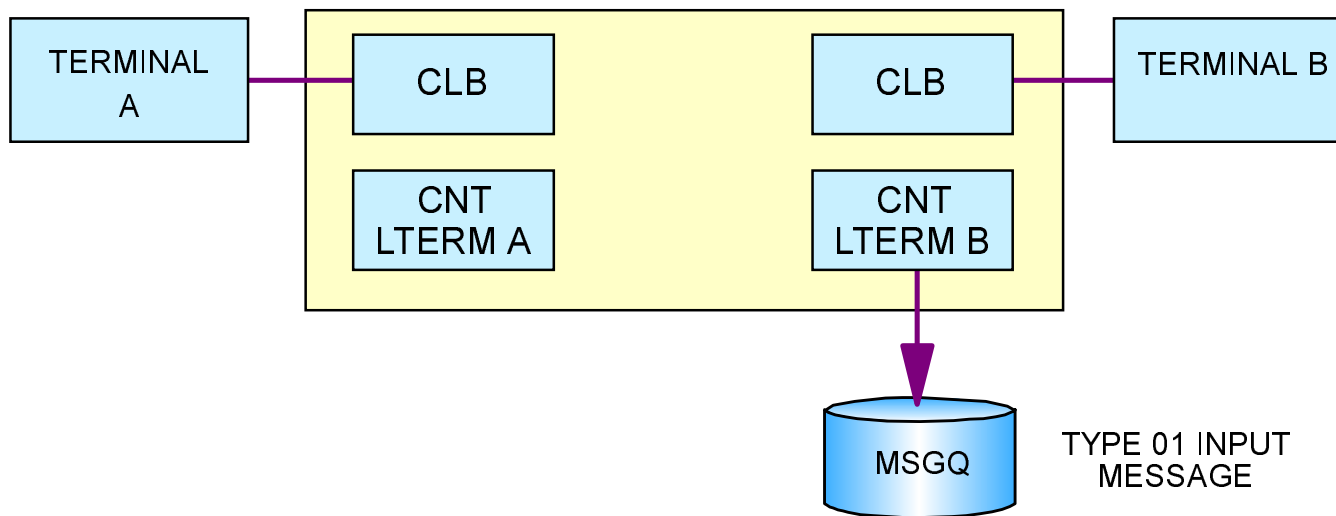 TERMINAL
A
CLB
CLB
TERMINAL B
CNT
LTERM A
CNT
LTERM B
MSGQ
TYPE 01 INPUT
MESSAGE